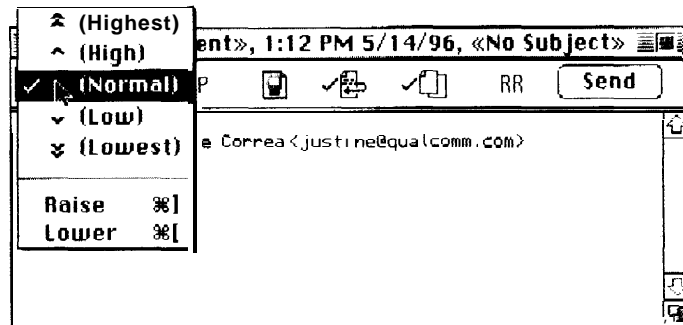 (Highest)
(High)
ent», 1:12 PM 5/14/96, «No Subject»
(Normal)
P
RR
Send
(Low)
(Lowest)
e Correa<justine@qualcomm.com>
Raise ⌘]
Lower ⌘[